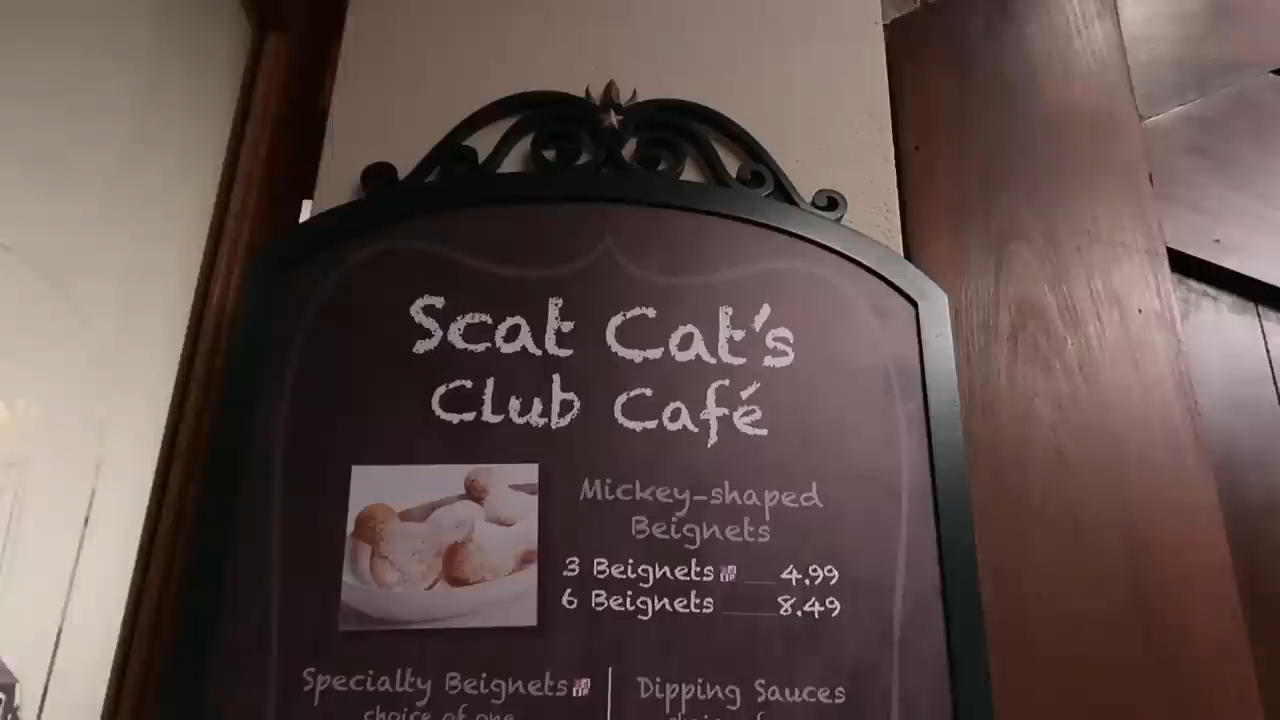 Scat Cat's
Club Café
Mickey-shaped
Beignets
3 Beignets ___ 4.99
6 Beignets ____ 8.49
Specialty Beignets
Dipping Sauces
choice of one